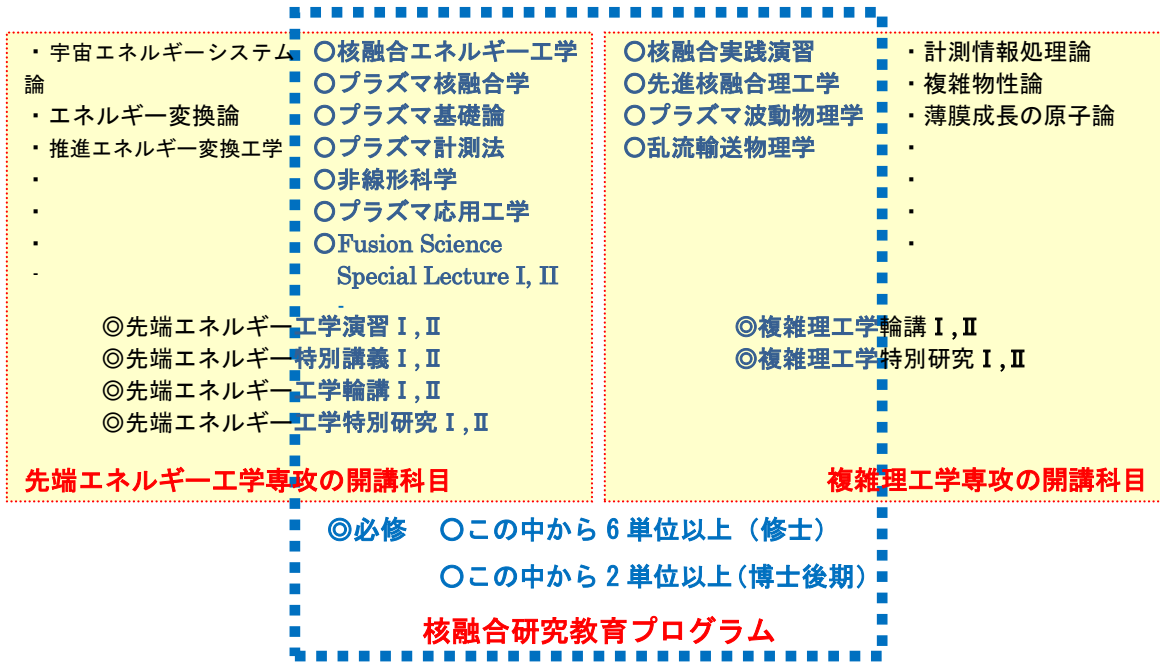 ・宇宙エネルギーシステム
論
・エネルギー変換論
・推進エネルギー変換工学
・
・
・
-
○核融合エネルギー工学
○プラズマ核融合学
○プラズマ基礎論
○プラズマ計測法
○非線形科学
○プラズマ応用工学
○Fusion Science
Special Lecture I, II
-
◎先端エネルギー工学演習Ⅰ,Ⅱ
◎先端エネルギー特別講義Ⅰ,Ⅱ
◎先端エネルギー工学輪講Ⅰ,Ⅱ
◎先端エネルギー工学特別研究Ⅰ,Ⅱ
先端エネルギー工学専攻の開講科目
○核融合実践演習
○先進核融合理工学
○プラズマ波動物理学
○乱流輸送物理学
・計測情報処理論
・複雑物性論
・薄膜成長の原子論
・
・
・
・
◎複雑理工学輪講Ⅰ,Ⅱ
◎複雑理工学特別研究Ⅰ,Ⅱ
複雑理工学専攻の開講科目
◎必修 ○この中から 6 単位以上（修士）
○この中から 2 単位以上(博士後期)
核融合研究教育プログラム